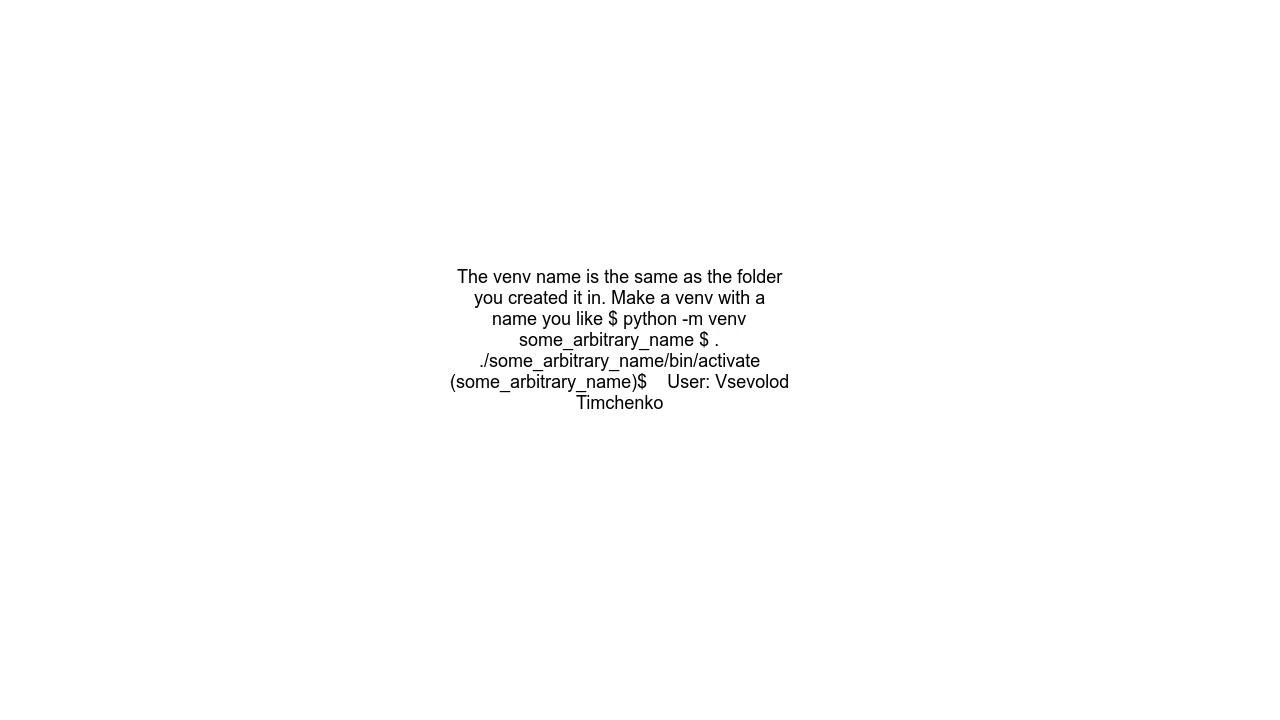 The venv name is the same as the folder
you created it in. Make a venv with a
name you like $ python -m venv
some_arbitrary_name $ .
./some_arbitrary_name/bin/activate
(some_arbitrary_name)$    User: Vsevolod
Timchenko